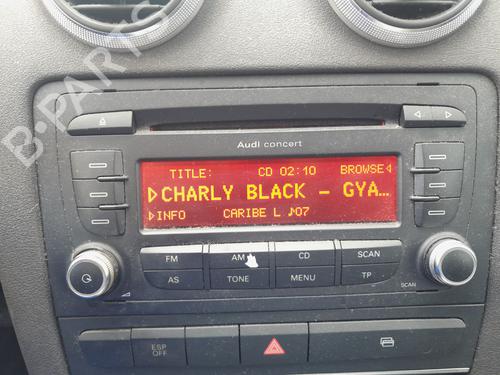 B-PARTS
Audi concert
TITLE: CD 02:10 BROWSE
CHARLY BLACK - GYA...
INFO CARIBE L ♪07
FM AM CD SCAN
AS TONE MENU TP
SCAN
ESP
OFF